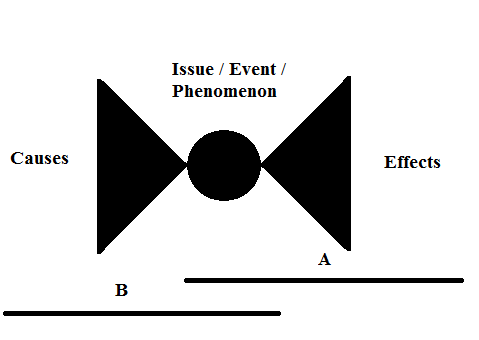 Issue / Event /
Phenomenon
Causes
Effects
A
B